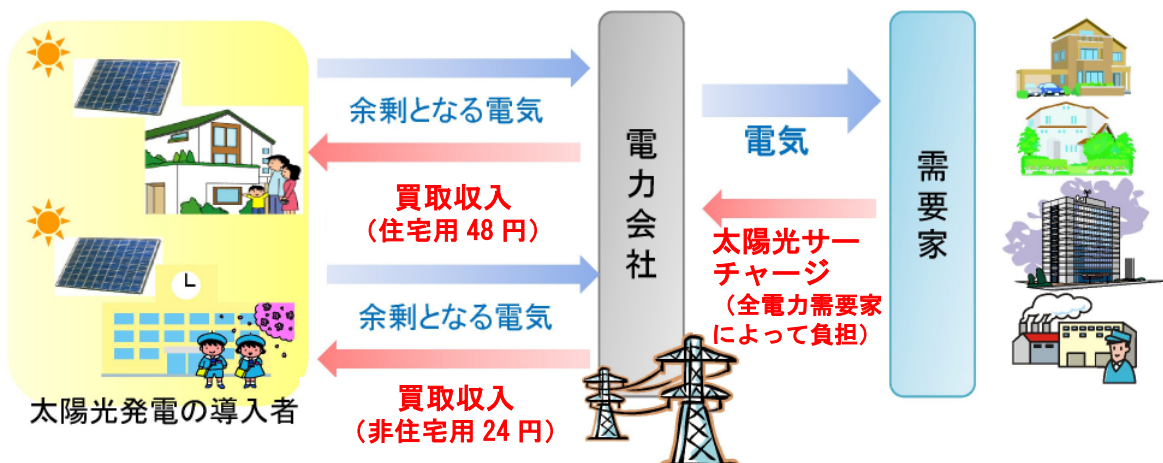 余剰となる電気
買取収入
（住宅用 48 円）
余剰となる電気
買取収入
（非住宅用 24 円）
太陽光発電の導入者
電力会社
電気
太陽光サー
チャージ
（全電力需要家
によって負担）
需要家